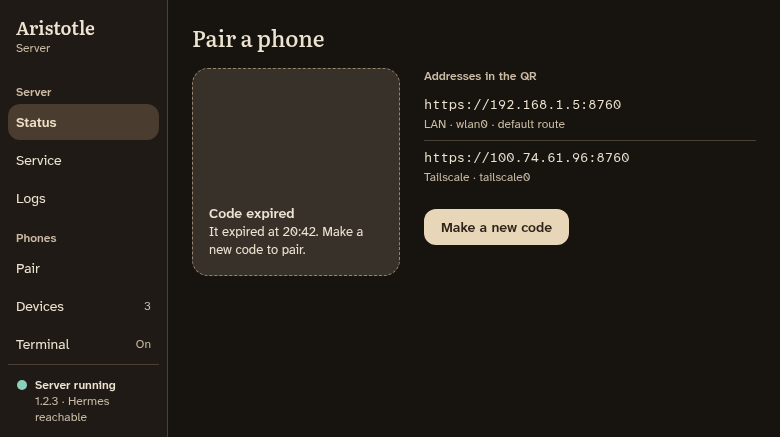 Aristotle
Server
Server
Status
Service
Logs
Phones
Pair
Devices 3
Terminal On
Server running
1.2.3 · Hermes
reachable
Pair a phone
Code expired
It expired at 20:42. Make a
new code to pair.
Addresses in the QR
https://192.168.1.5:8760
LAN · wlan0 · default route
https://100.74.61.96:8760
Tailscale · tailscale0
Make a new code